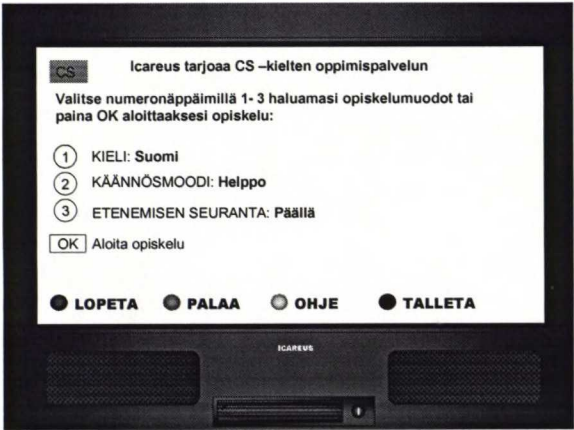 CS
Icareus tarjoaa CS –kielten oppimispalvelun
Valitse numeronäppäimillä 1- 3 haluamasi opiskelumuodot tai
paina OK aloittaaksesi opiskelu:
1 KIELI: Suomi
2 KÄÄNNÖSMOODI: Helppo
3 ETENEMISEN SEURANTA: Päällä
OK Aloita opiskelu
LOPETA PALAA OHJE TALLETA
ICAREUS